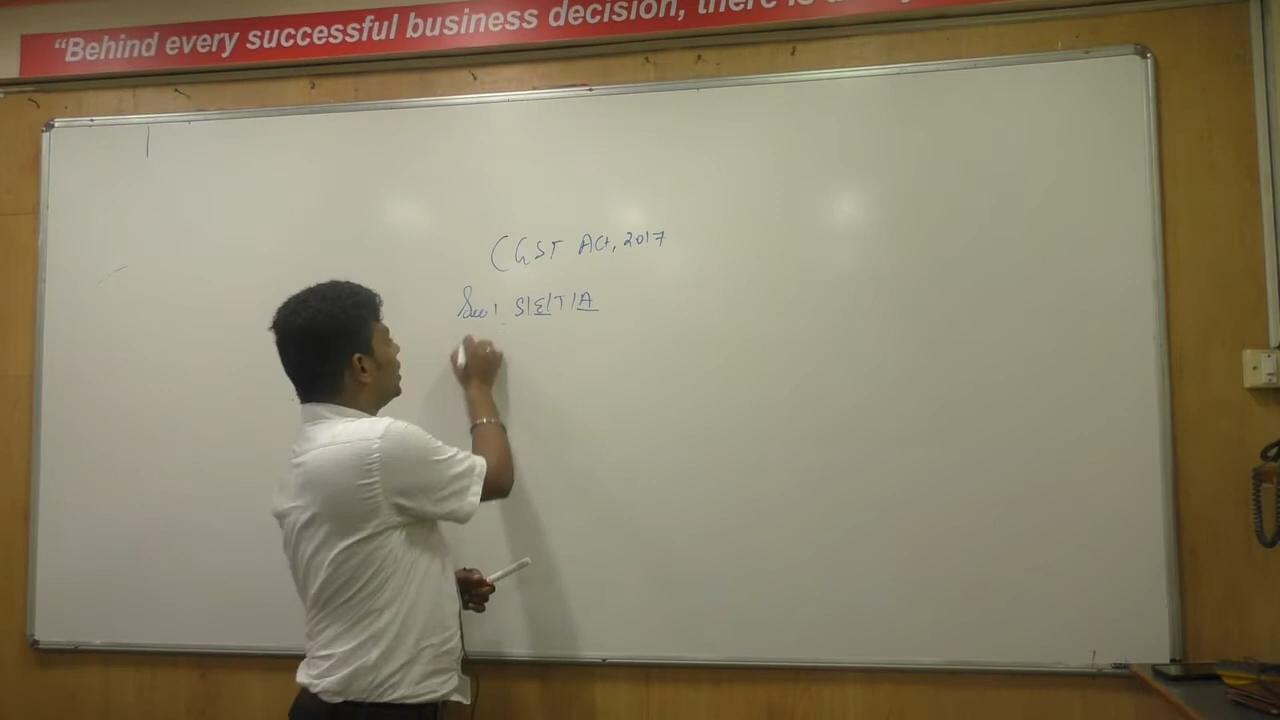 “Behind every successful business decision, there is
CGST Act, 2017
Sec 1 S/E/T/A